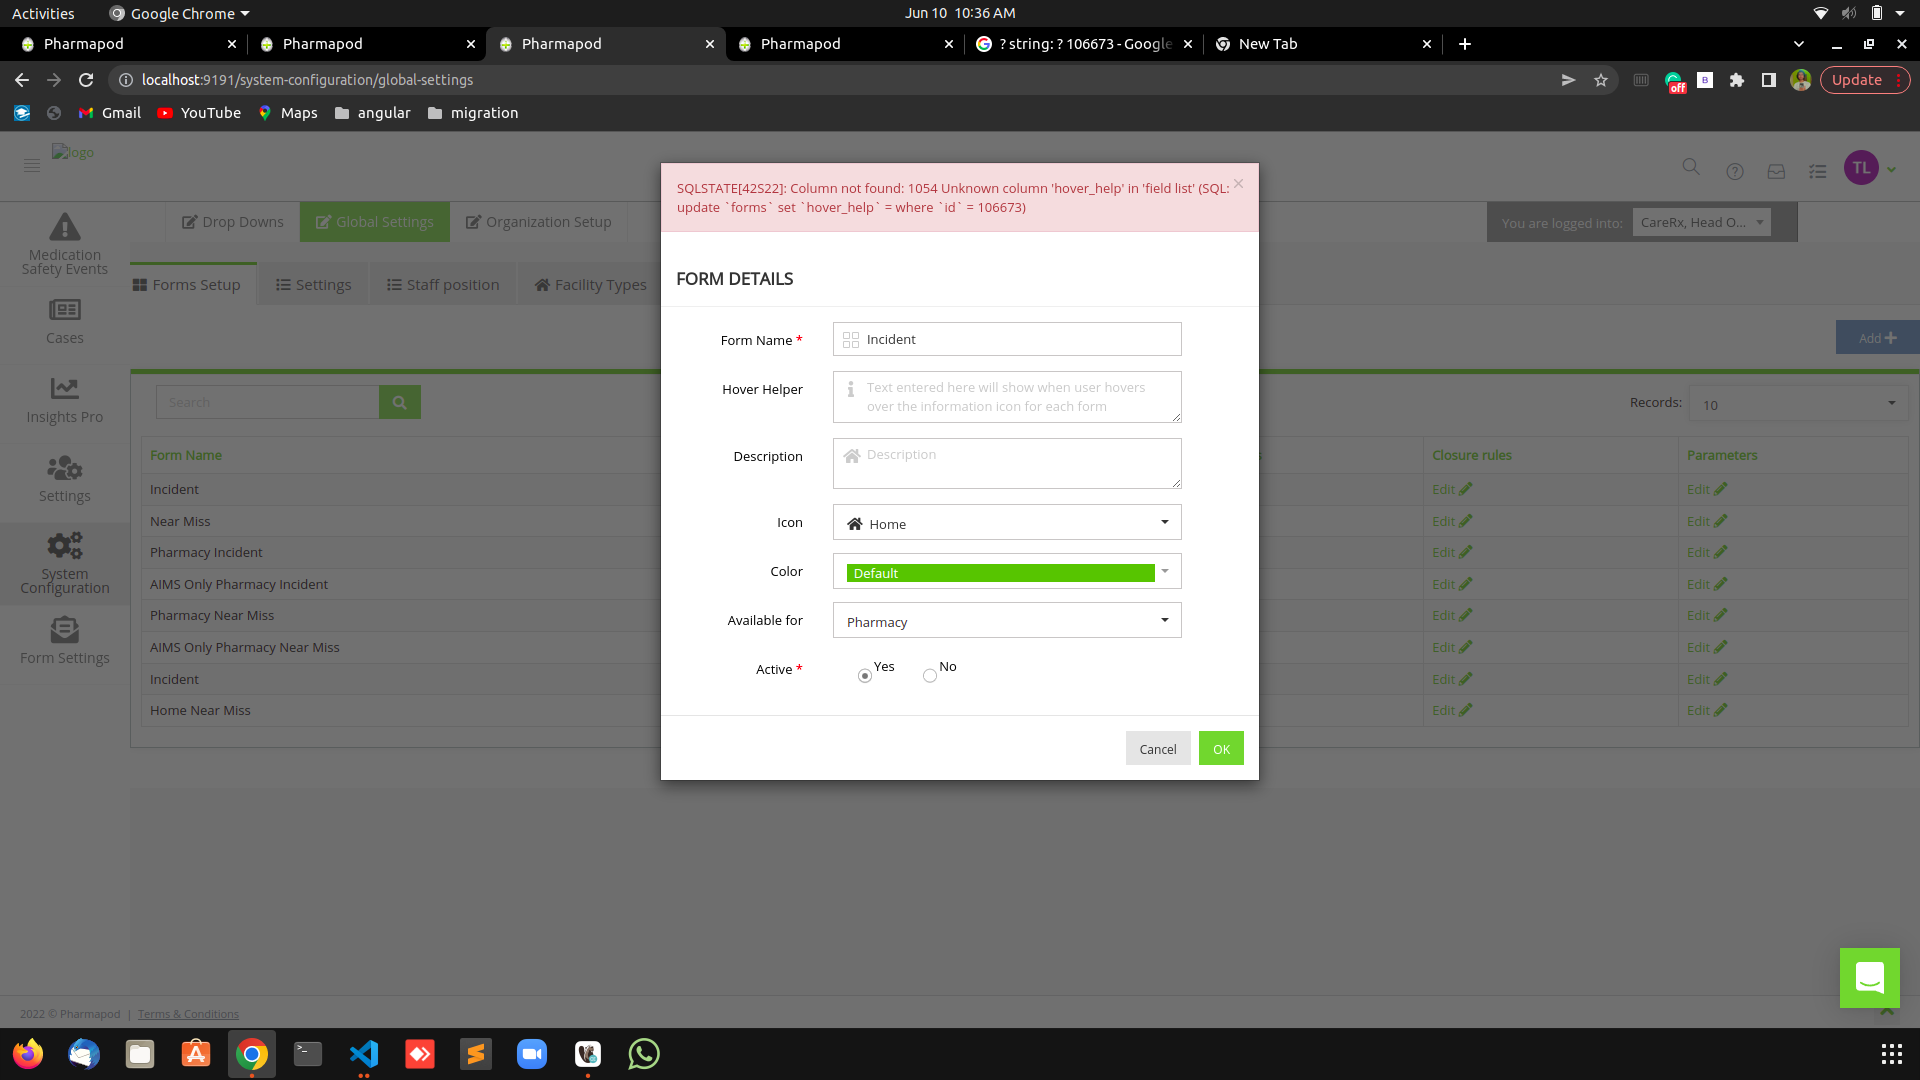 Activities
Google Chrome
Jun 10 10:36 AM
Pharmapod
Pharmapod
Pharmapod
Pharmapod
? string: ? 106673 - Google
New Tab
localhost:9191/system-configuration/global-settings
off
B
Update
Gmail
YouTube
Maps
angular
migration
logo
TL
Drop Downs
Global Settings
Organization Setup
You are logged into:
CareRx, Head O...
Medication
Safety Events
Cases
Insights Pro
Settings
System
Configuration
Form Settings
Forms Setup
Settings
Staff position
Facility Types
Add
Search
Records:
10
Form Name
Closure rules
Parameters
Incident
Edit
Edit
Near Miss
Edit
Edit
Pharmacy Incident
Edit
Edit
AIMS Only Pharmacy Incident
Edit
Edit
Pharmacy Near Miss
Edit
Edit
AIMS Only Pharmacy Near Miss
Edit
Edit
Incident
Edit
Edit
Home Near Miss
Edit
Edit
SQLSTATE[42S22]: Column not found: 1054 Unknown column 'hover_help' in 'field list' (SQL:
update `forms` set `hover_help` = where `id` = 106673)
FORM DETAILS
Form Name *
Incident
Hover Helper
Text entered here will show when user hovers
over the information icon for each form
Description
Description
Icon
Home
Color
Default
Available for
Pharmacy
Active *
Yes
No
Cancel
OK
2022 © Pharmapod | Terms & Conditions